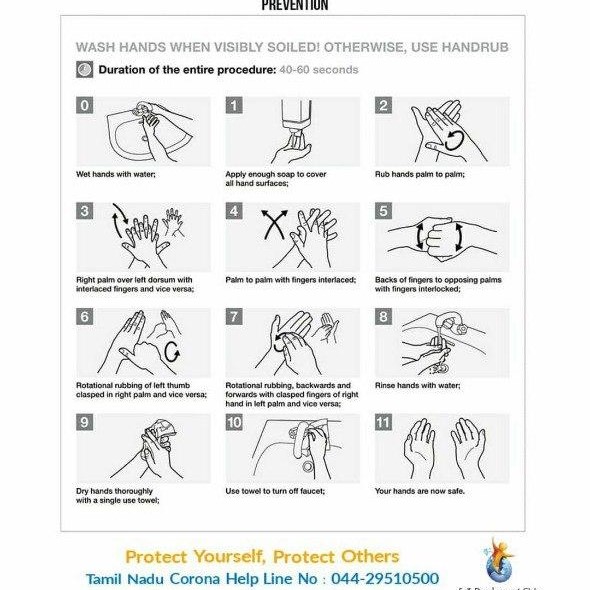 PREVENTION
WASH HANDS WHEN VISIBLY SOILED! OTHERWISE, USE HANDRUB
Duration of the entire procedure: 40-60 seconds
0
Wet hands with water;
1
Apply enough soap to cover
all hand surfaces;
2
Rub hands palm to palm;
3
Right palm over left dorsum with
interlaced fingers and vice versa;
4
Palm to palm with fingers interlaced;
5
Backs of fingers to opposing palms
with fingers interlocked;
6
Rotational rubbing of left thumb
clasped in right palm and vice versa;
7
Rotational rubbing, backwards and
forwards with clasped fingers of right
hand in left palm and vice versa;
8
Rinse hands with water;
9
Dry hands thoroughly
with a single use towel;
10
Use towel to turn off faucet;
11
Your hands are now safe.
Protect Yourself, Protect Others
Tamil Nadu Corona Help Line No : 044-29510500